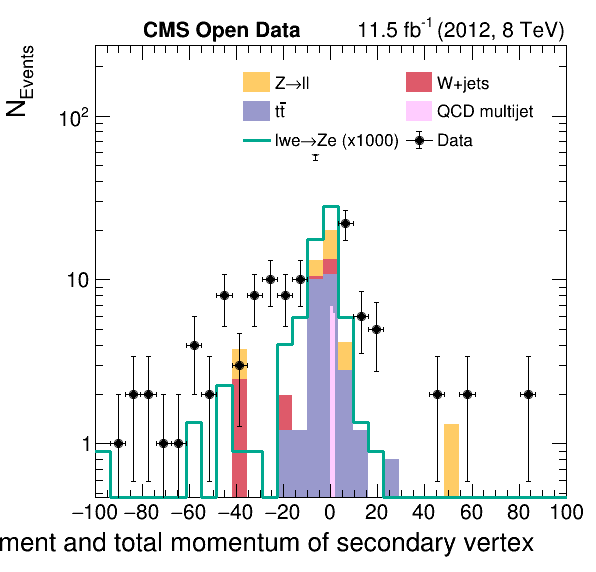 CMS Open Data 11.5 fb⁻¹ (2012, 8 TeV)
N_Events
Z→ll W+jets
tt̄ QCD multijet
lwe→Ze (x1000) Data
10²
10
1
−100 −80 −60 −40 −20 0 20 40 60 80 100
ment and total momentum of secondary vertex